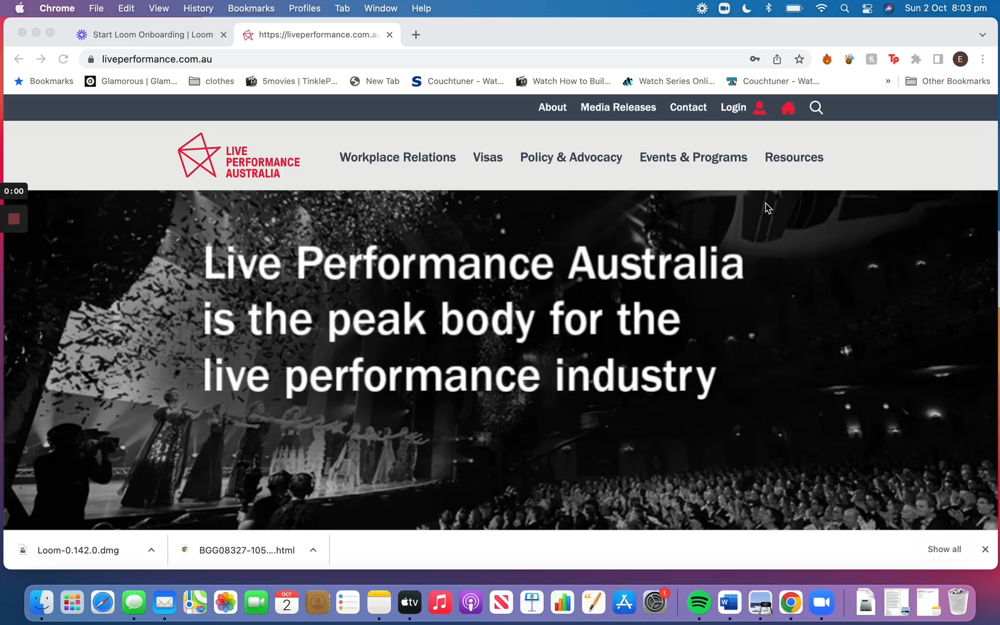 Chrome File Edit View History Bookmarks Profiles Tab Window Help Sun 2 Oct 8:03 pm
Start Loom Onboarding | Loom https://liveperformance.com.au
liveperformance.com.au E
Bookmarks Glamorous | Glam... clothes 5movies | TinkleP... New Tab Couchtuner - Wat... Watch How to Buil... Watch Series Onli... Couchtuner - Wat... » Other Bookmarks
About Media Releases Contact Login
LIVE
PERFORMANCE
AUSTRALIA
Workplace Relations Visas Policy & Advocacy Events & Programs Resources
0:00
Live Performance Australia
is the peak body for the
live performance industry
Loom-0.142.0.dmg BGG08327-105....html Show all
OCT
2
tv
1
W